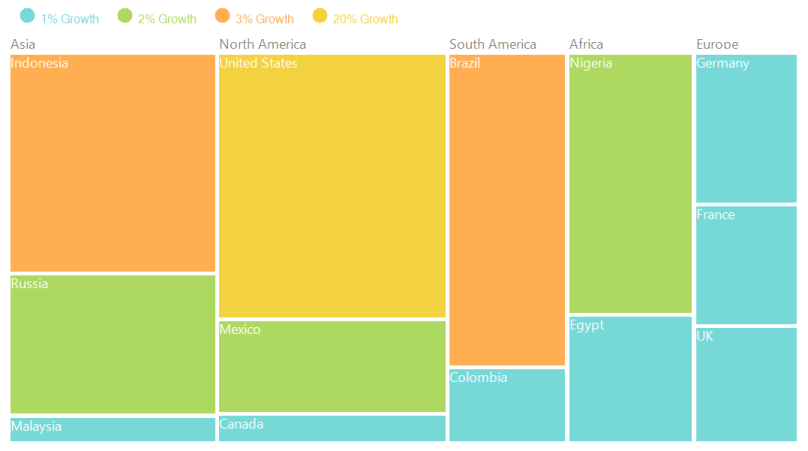 1% Growth 2% Growth 3% Growth 20% Growth
Asia North America South America Africa Europe
Indonesia United States Brazil Nigeria Germany
France
Russia
Egypt
Mexico
UK
Colombia
Canada
Malaysia